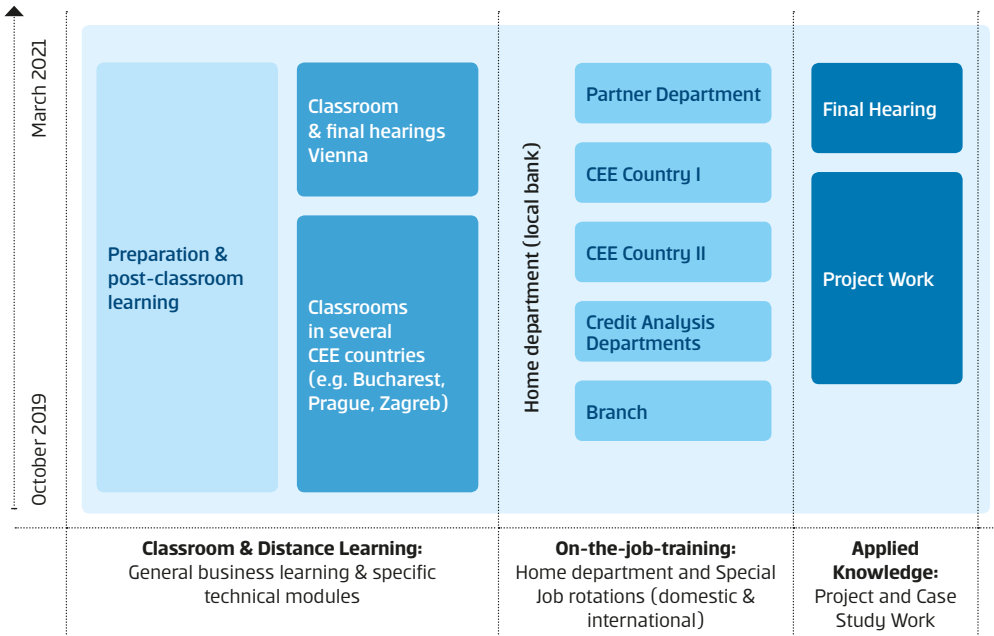 March 2021
October 2019
Preparation &
post-classroom
learning
Classroom
& final hearings
Vienna
Classrooms
in several
CEE countries
(e.g. Bucharest,
Prague, Zagreb)
Home department (local bank)
Partner Department
CEE Country I
CEE Country II
Credit Analysis
Departments
Branch
Final Hearing
Project Work
Classroom & Distance Learning:
General business learning & specific
technical modules
On-the-job-training:
Home department and Special
Job rotations (domestic &
international)
Applied
Knowledge:
Project and Case
Study Work